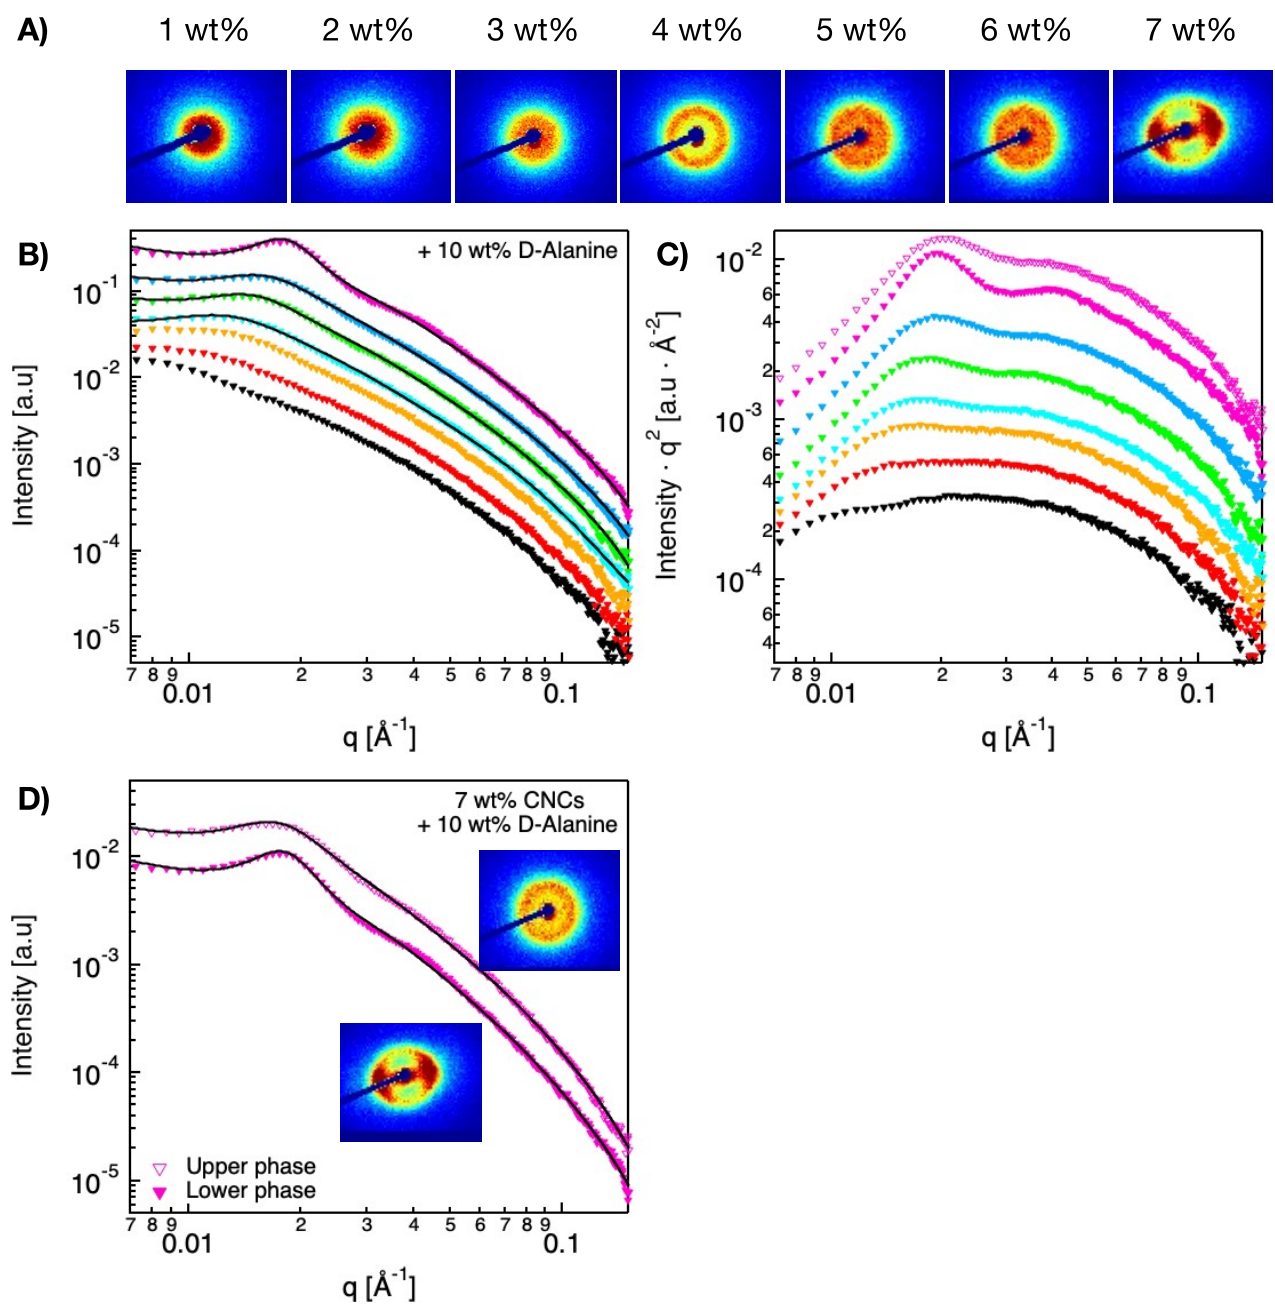 A) 1 wt% 2 wt% 3 wt% 4 wt% 5 wt% 6 wt% 7 wt%
B)
+ 10 wt% D-Alanine
Intensity [a.u]
10⁻¹
10⁻²
10⁻³
10⁻⁴
10⁻⁵
7 8 9 2 3 4 5 6 7 8 9
0.01 0.1
q [Å⁻¹]
C)
Intensity · q² [a.u · Å⁻²]
10⁻²
6
4
2
10⁻³
6
4
2
10⁻⁴
6
4
7 8 9 2 3 4 5 6 7 8 9
0.01 0.1
q [Å⁻¹]
D)
7 wt% CNCs
+ 10 wt% D-Alanine
Intensity [a.u]
10⁻²
10⁻³
10⁻⁴
10⁻⁵
Upper phase
Lower phase
7 8 9 2 3 4 5 6 7 8 9
0.01 0.1
q [Å⁻¹]